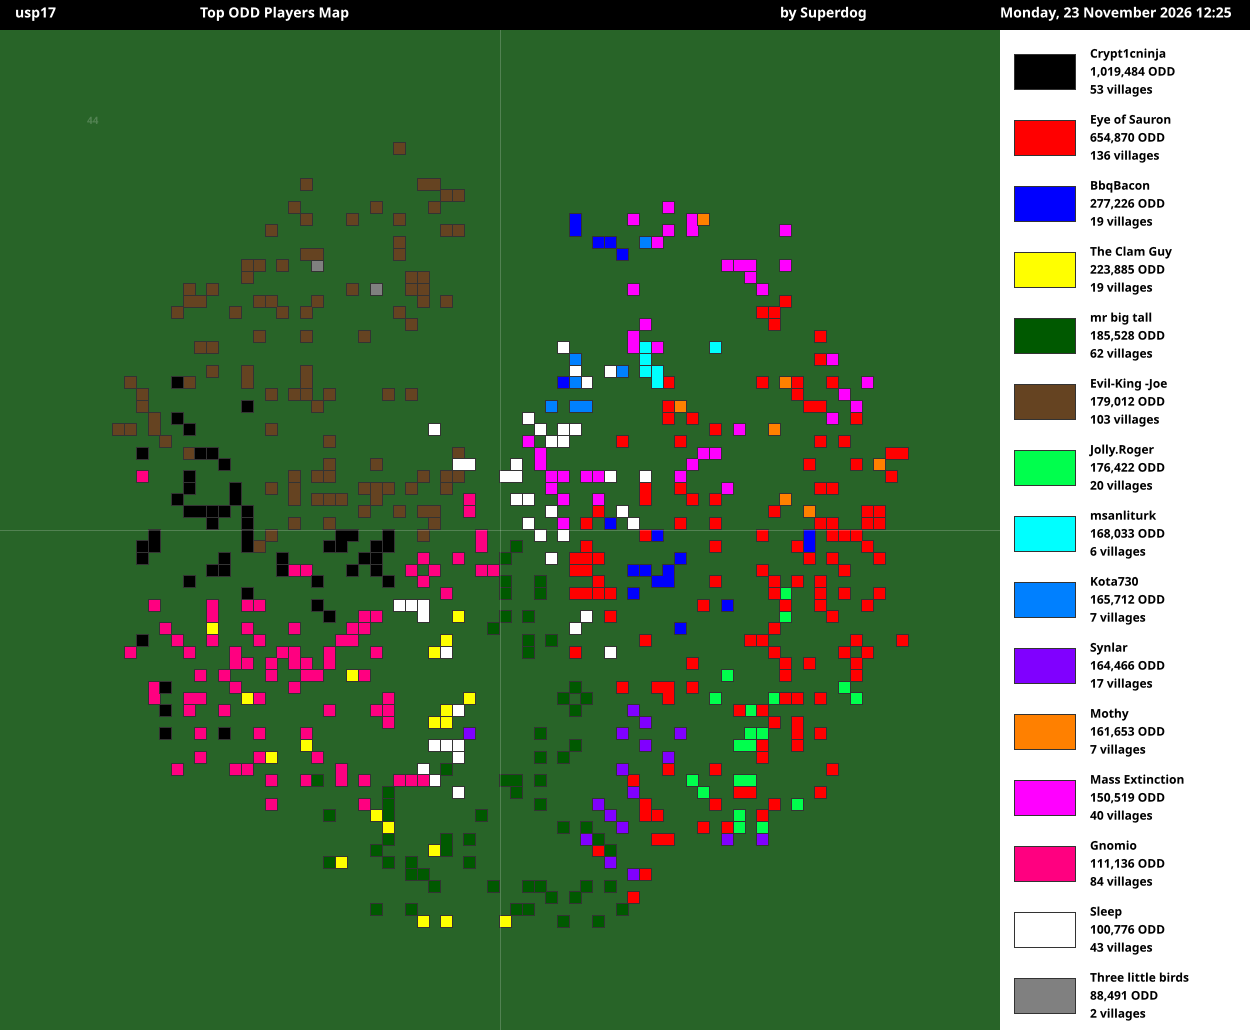 usp17 Top ODD Players Map by Superdog Monday, 23 November 2026 12:25
44
Crypt1cninja
1,019,484 ODD
53 villages
Eye of Sauron
654,870 ODD
136 villages
BbqBacon
277,226 ODD
19 villages
The Clam Guy
223,885 ODD
19 villages
mr big tall
185,528 ODD
62 villages
Evil-King -Joe
179,012 ODD
103 villages
Jolly.Roger
176,422 ODD
20 villages
msanliturk
168,033 ODD
6 villages
Kota730
165,712 ODD
7 villages
Synlar
164,466 ODD
17 villages
Mothy
161,653 ODD
7 villages
Mass Extinction
150,519 ODD
40 villages
Gnomio
111,136 ODD
84 villages
Sleep
100,776 ODD
43 villages
Three little birds
88,491 ODD
2 villages